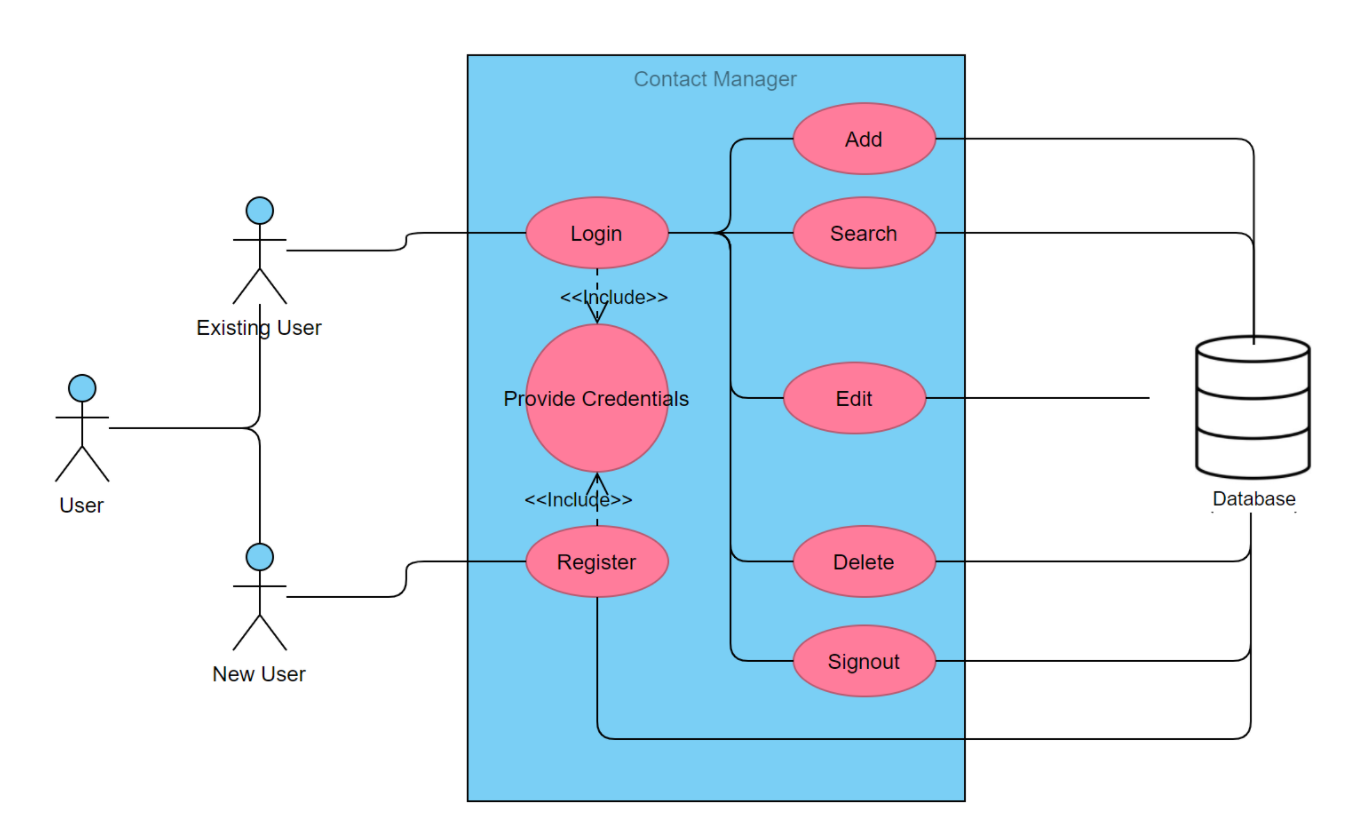 Contact Manager
Add
Login
Search
<<Include>>
Existing User
Provide Credentials
Edit
User
<<Include>>
Database
Register
Delete
New User
Signout